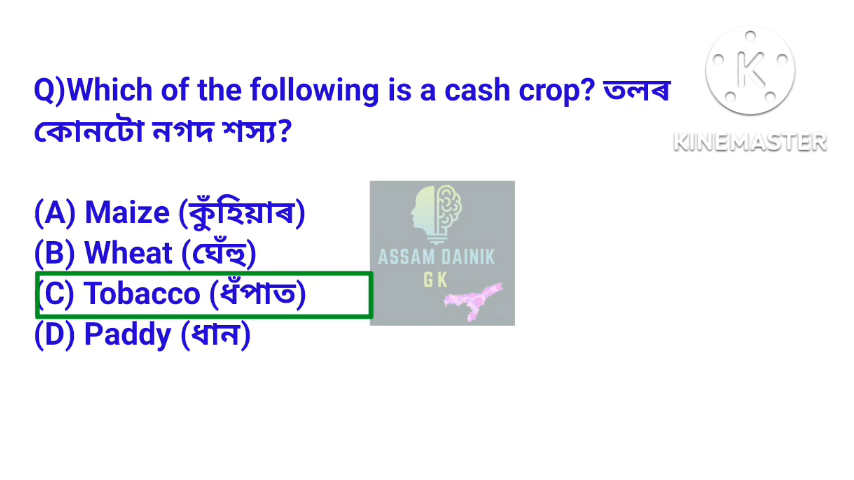 Q)Which of the following is a cash crop? তলৰ
কোনটো নগদ শস্য?
KINEMASTER
(A) Maize (কুঁহিয়াৰ)
(B) Wheat (ঘেঁহু)
(C) Tobacco (ধঁপাত)
(D) Paddy (ধান)
ASSAM DAINIK
GK